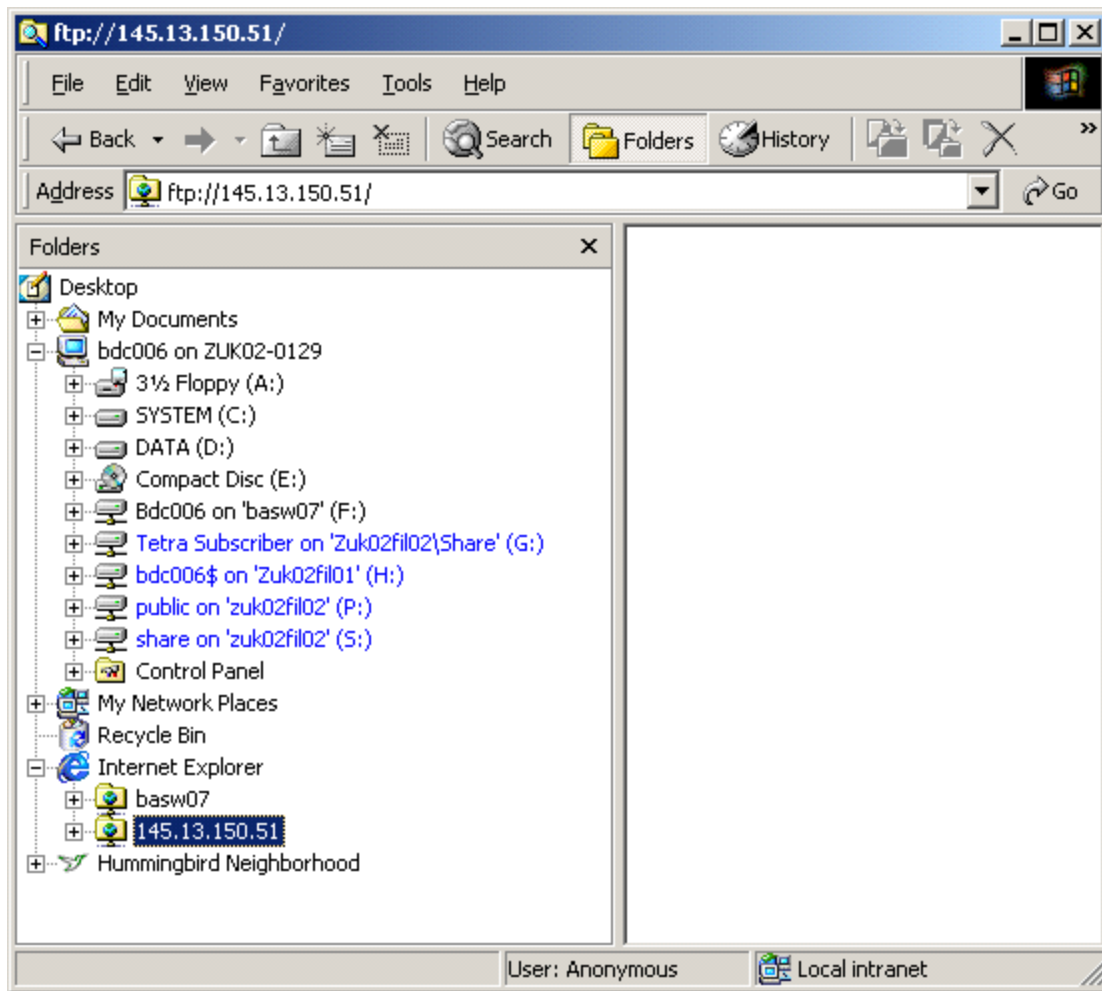 ftp://145.13.150.51/
File Edit View Favorites Tools Help
Back Search Folders History »
Address ftp://145.13.150.51/ Go
Folders
Desktop
My Documents
bdc006 on ZUK02-0129
3½ Floppy (A:)
SYSTEM (C:)
DATA (D:)
Compact Disc (E:)
Bdc006 on 'basw07' (F:)
Tetra Subscriber on 'Zuk02fil02\Share' (G:)
bdc006$ on 'Zuk02fil01' (H:)
public on 'zuk02fil02' (P:)
share on 'zuk02fil02' (S:)
Control Panel
My Network Places
Recycle Bin
Internet Explorer
basw07
145.13.150.51
Hummingbird Neighborhood
User: Anonymous Local intranet